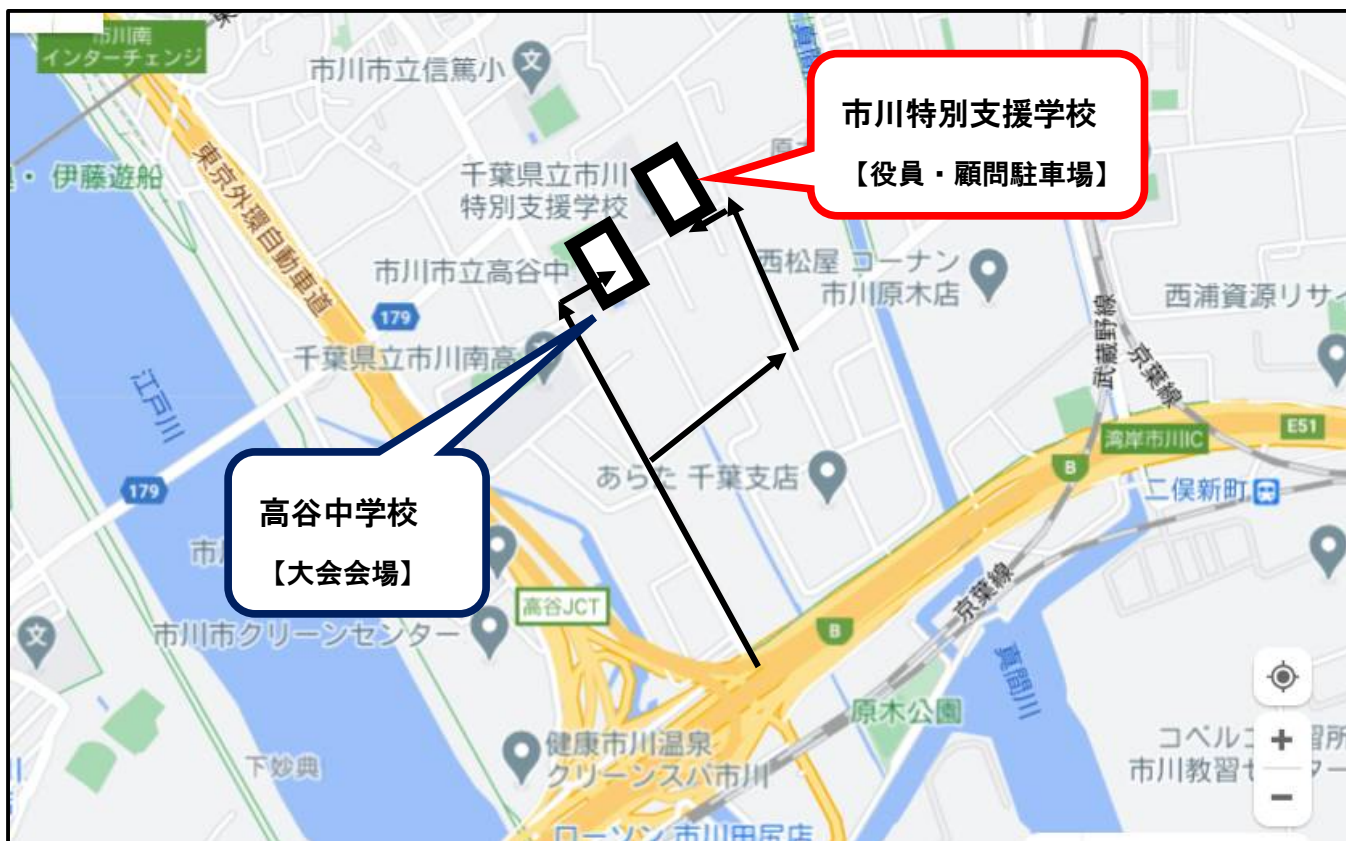 市川南
インターチェンジ
市川市立信篤小
文
市川特別支援学校
【役員・顧問駐車場】
伊藤遊船
東京外環自動車道
千葉県立市川
特別支援学校
市川市立高谷中
西松屋 コーナン
市川原木店
西浦資源リサイ
179
武蔵野線
京葉線
千葉県立市川南高
江戸川
E51
湾岸市川IC
B
二俣新町
あらた 千葉支店
179
高谷中学校
【大会会場】
高谷JCT
京葉線
文
市川市クリーンセンター
B
真間川
原木公園
健康市川温泉
クリーンスパ市川
下妙典
市川教習セ
ローソン 市川田尻店